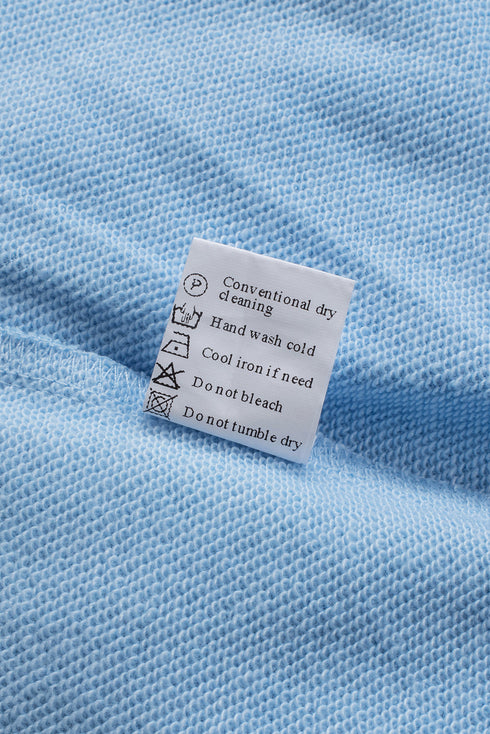 P
Conventional dry
cleaning
Hand wash cold
Cool iron if need
Do not bleach
Do not tumble dry